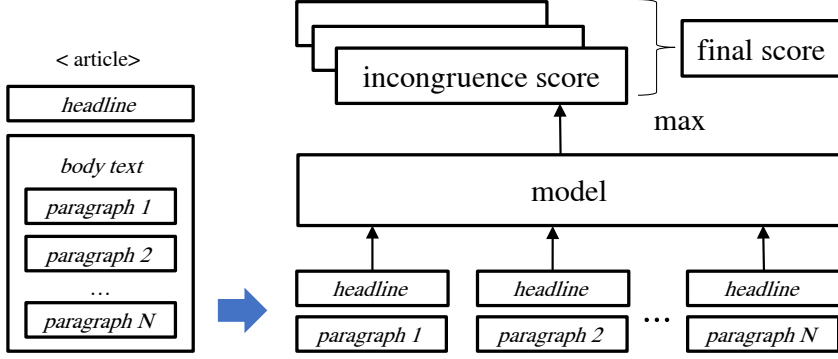 < article>
headline
body text
paragraph 1
paragraph 2
...
paragraph N
incongruence score
final score
max
model
headline
headline
...
headline
paragraph 1
paragraph 2
paragraph N